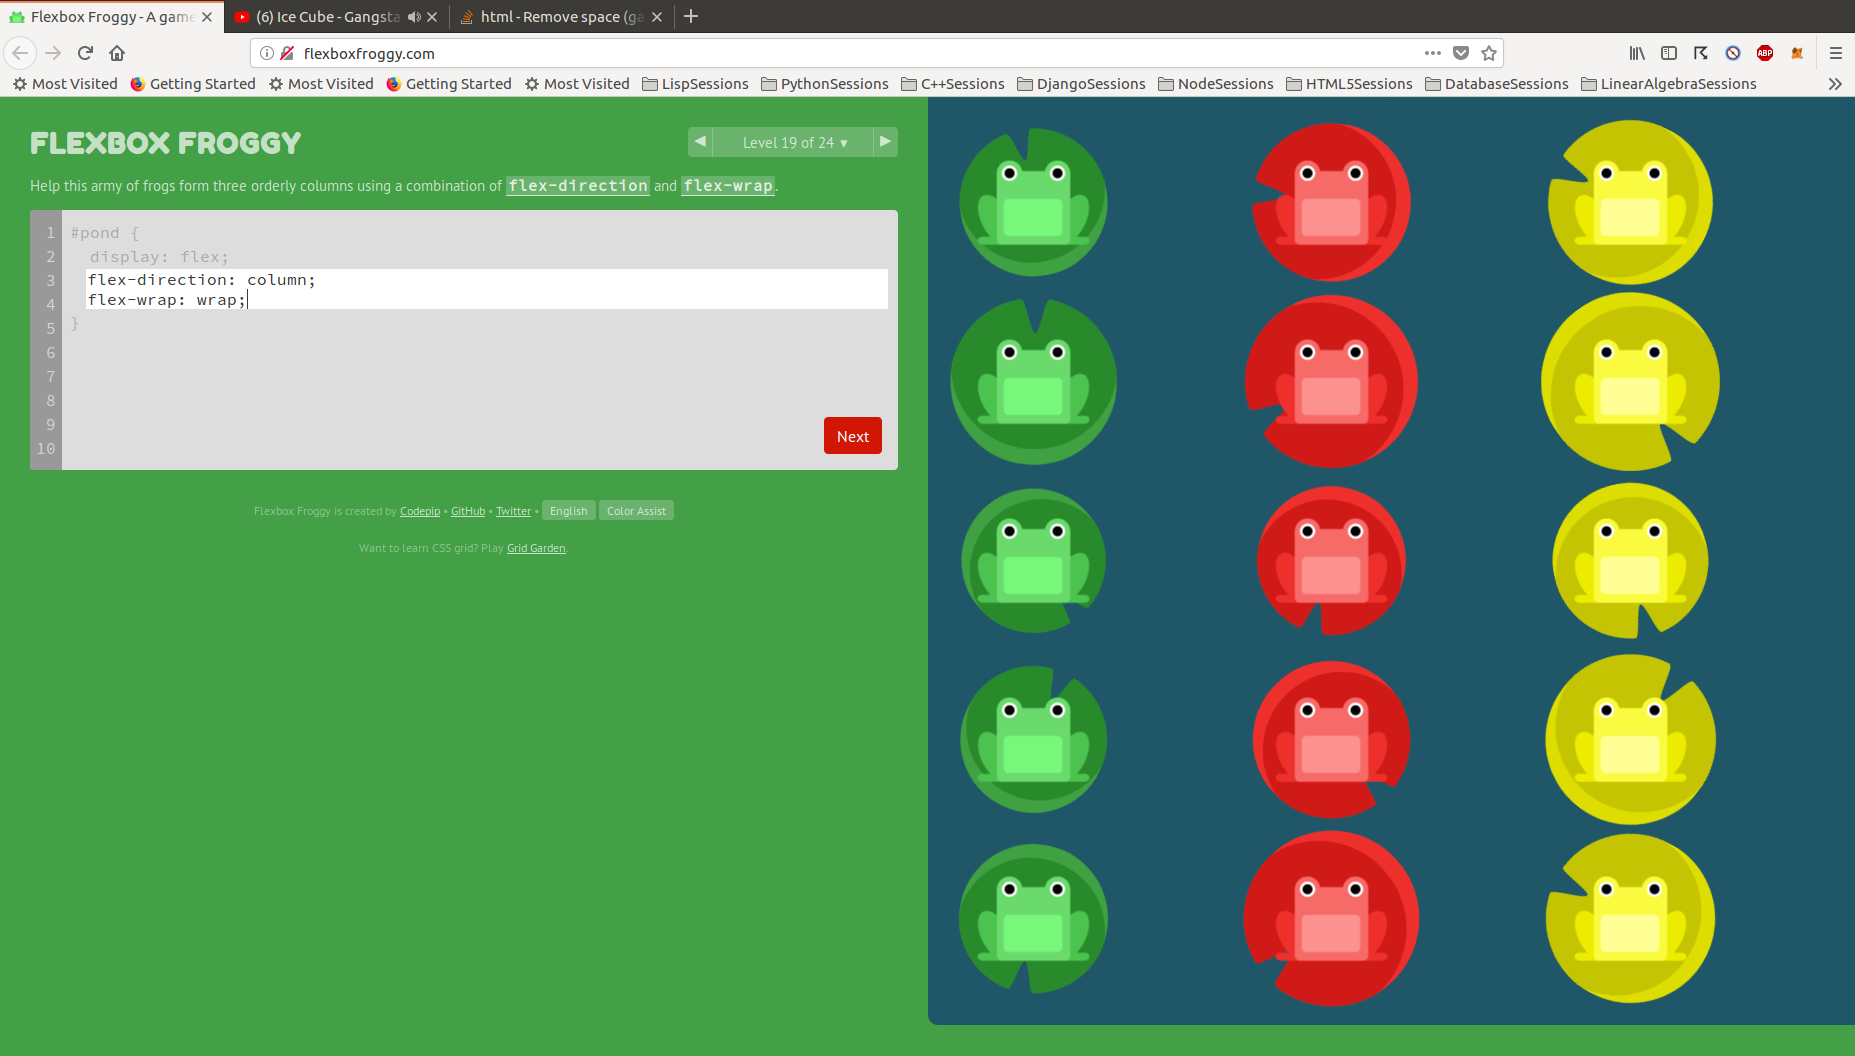 Flexbox Froggy - A game
(6) Ice Cube - Gangsta
html - Remove space (ga
flexboxfroggy.com
ABP
Most Visited Getting Started Most Visited Getting Started Most Visited LispSessions PythonSessions C++Sessions DjangoSessions NodeSessions HTML5Sessions DatabaseSessions LinearAlgebraSessions
FLEXBOX FROGGY
Level 19 of 24
Help this army of frogs form three orderly columns using a combination of flex-direction and flex-wrap.
1 #pond {
2 display: flex;
3 flex-direction: column;
4 flex-wrap: wrap;
5 }
6
7
8
9
10
Next
Flexbox Froggy is created by Codepip • GitHub • Twitter • English Color Assist
Want to learn CSS grid? Play Grid Garden.